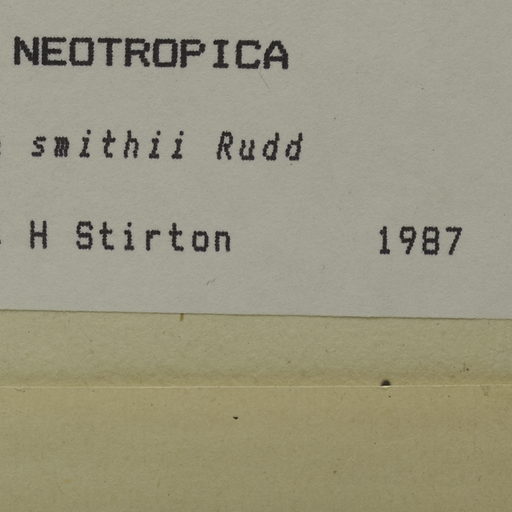 NEOTROPICA
smithii Rudd
H Stirton 1987